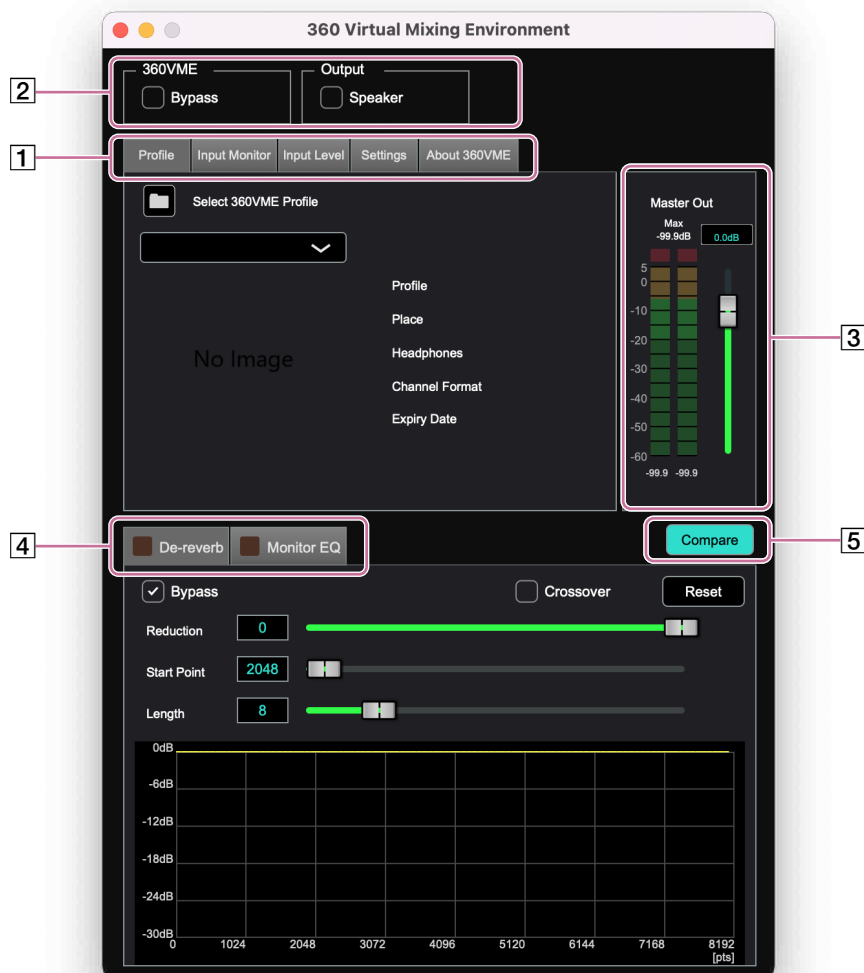 360 Virtual Mixing Environment
360VME Output
2 Bypass Speaker
1 Profile Input Monitor Input Level Settings About 360VME
Select 360VME Profile
Master Out
Max
-99.9dB 0.0dB
5
0
-10
-20
-30
-40
-50
-60
-99.9 -99.9
3
Profile
Place
No Image
Headphones
Channel Format
Expiry Date
4 De-reverb Monitor EQ
Compare 5
Bypass Crossover Reset
Reduction 0
Start Point 2048
Length 8
0dB
-6dB
-12dB
-18dB
-24dB
-30dB
0 1024 2048 3072 4096 5120 6144 7168 8192
[pts]